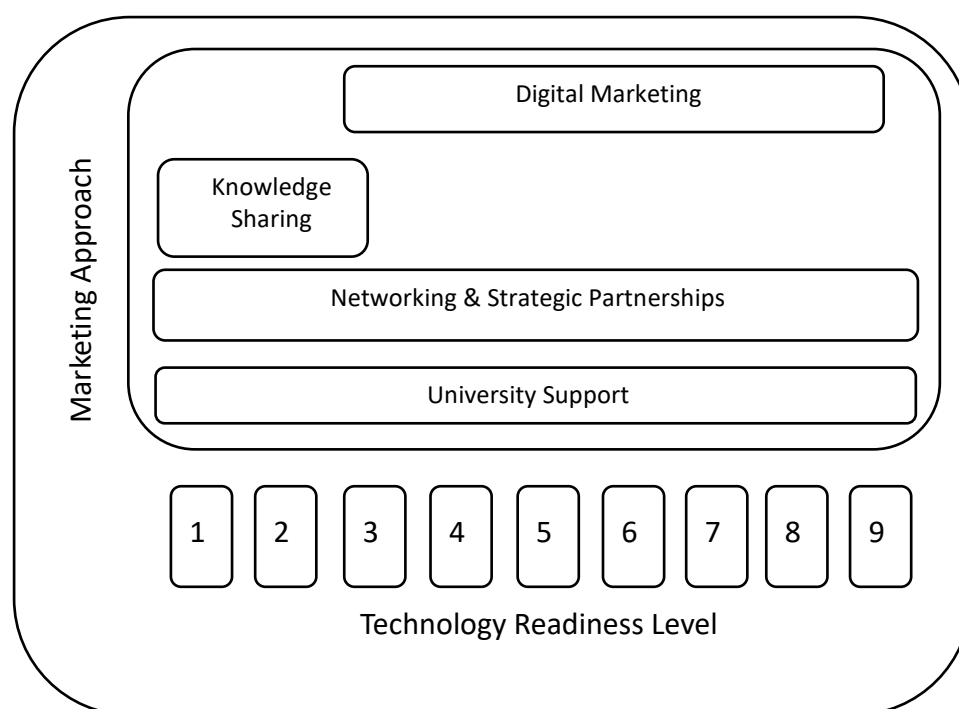 Digital Marketing
Knowledge
Sharing
Networking & Strategic Partnerships
University Support
Marketing Approach
1 2 3 4 5 6 7 8 9
Technology Readiness Level